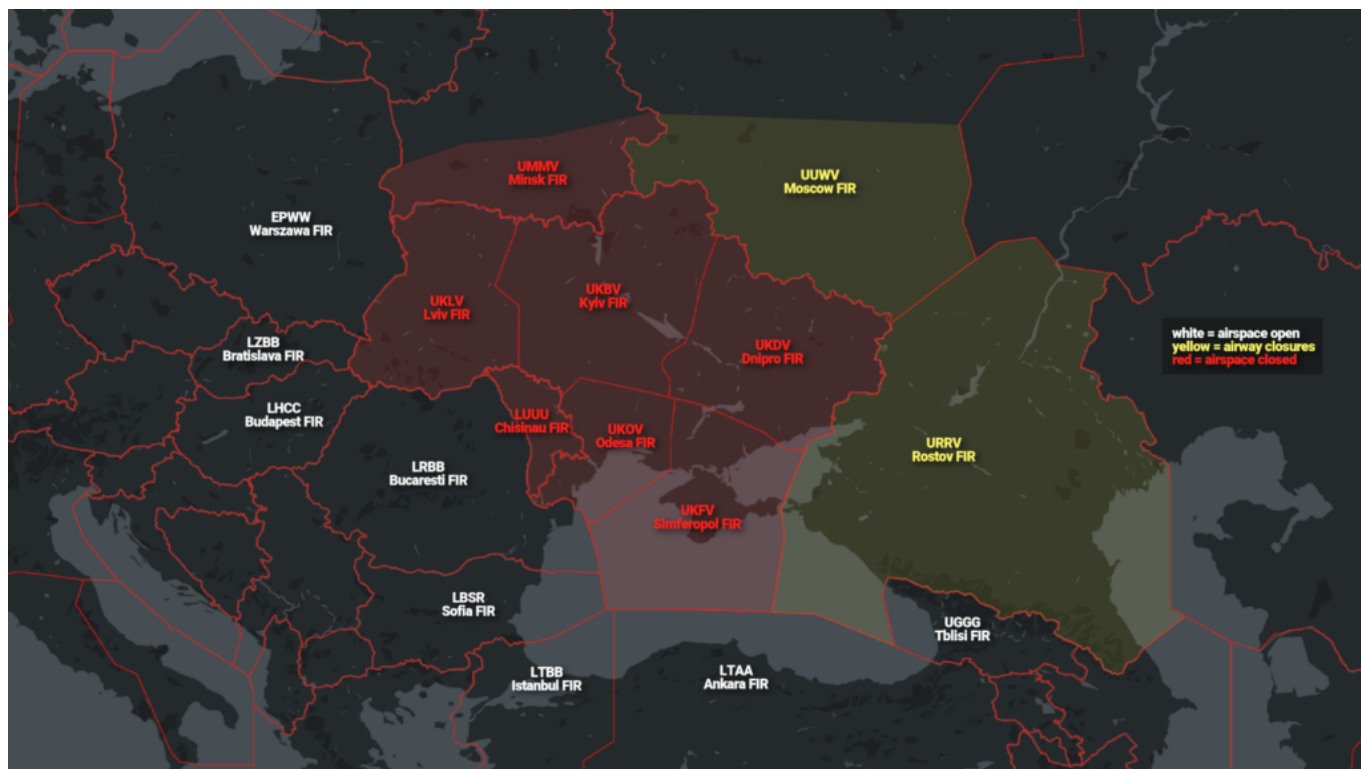 UMMV
Minsk FIR
UUWV
Moscow FIR
EPWW
Warszawa FIR
UKLV
Lviv FIR
UKBV
Kyiv FIR
UKDV
Dnipro FIR
LZBB
Bratislava FIR
white = airspace open
yellow = airway closures
red = airspace closed
LHCC
Budapest FIR
LUUU
Chisinau FIR
UKOV
Odesa FIR
URRV
Rostov FIR
LRBB
Bucaresti FIR
UKFV
Simferopol FIR
LBSR
Sofia FIR
UGGG
Tblisi FIR
LTBB
Istanbul FIR
LTAA
Ankara FIR